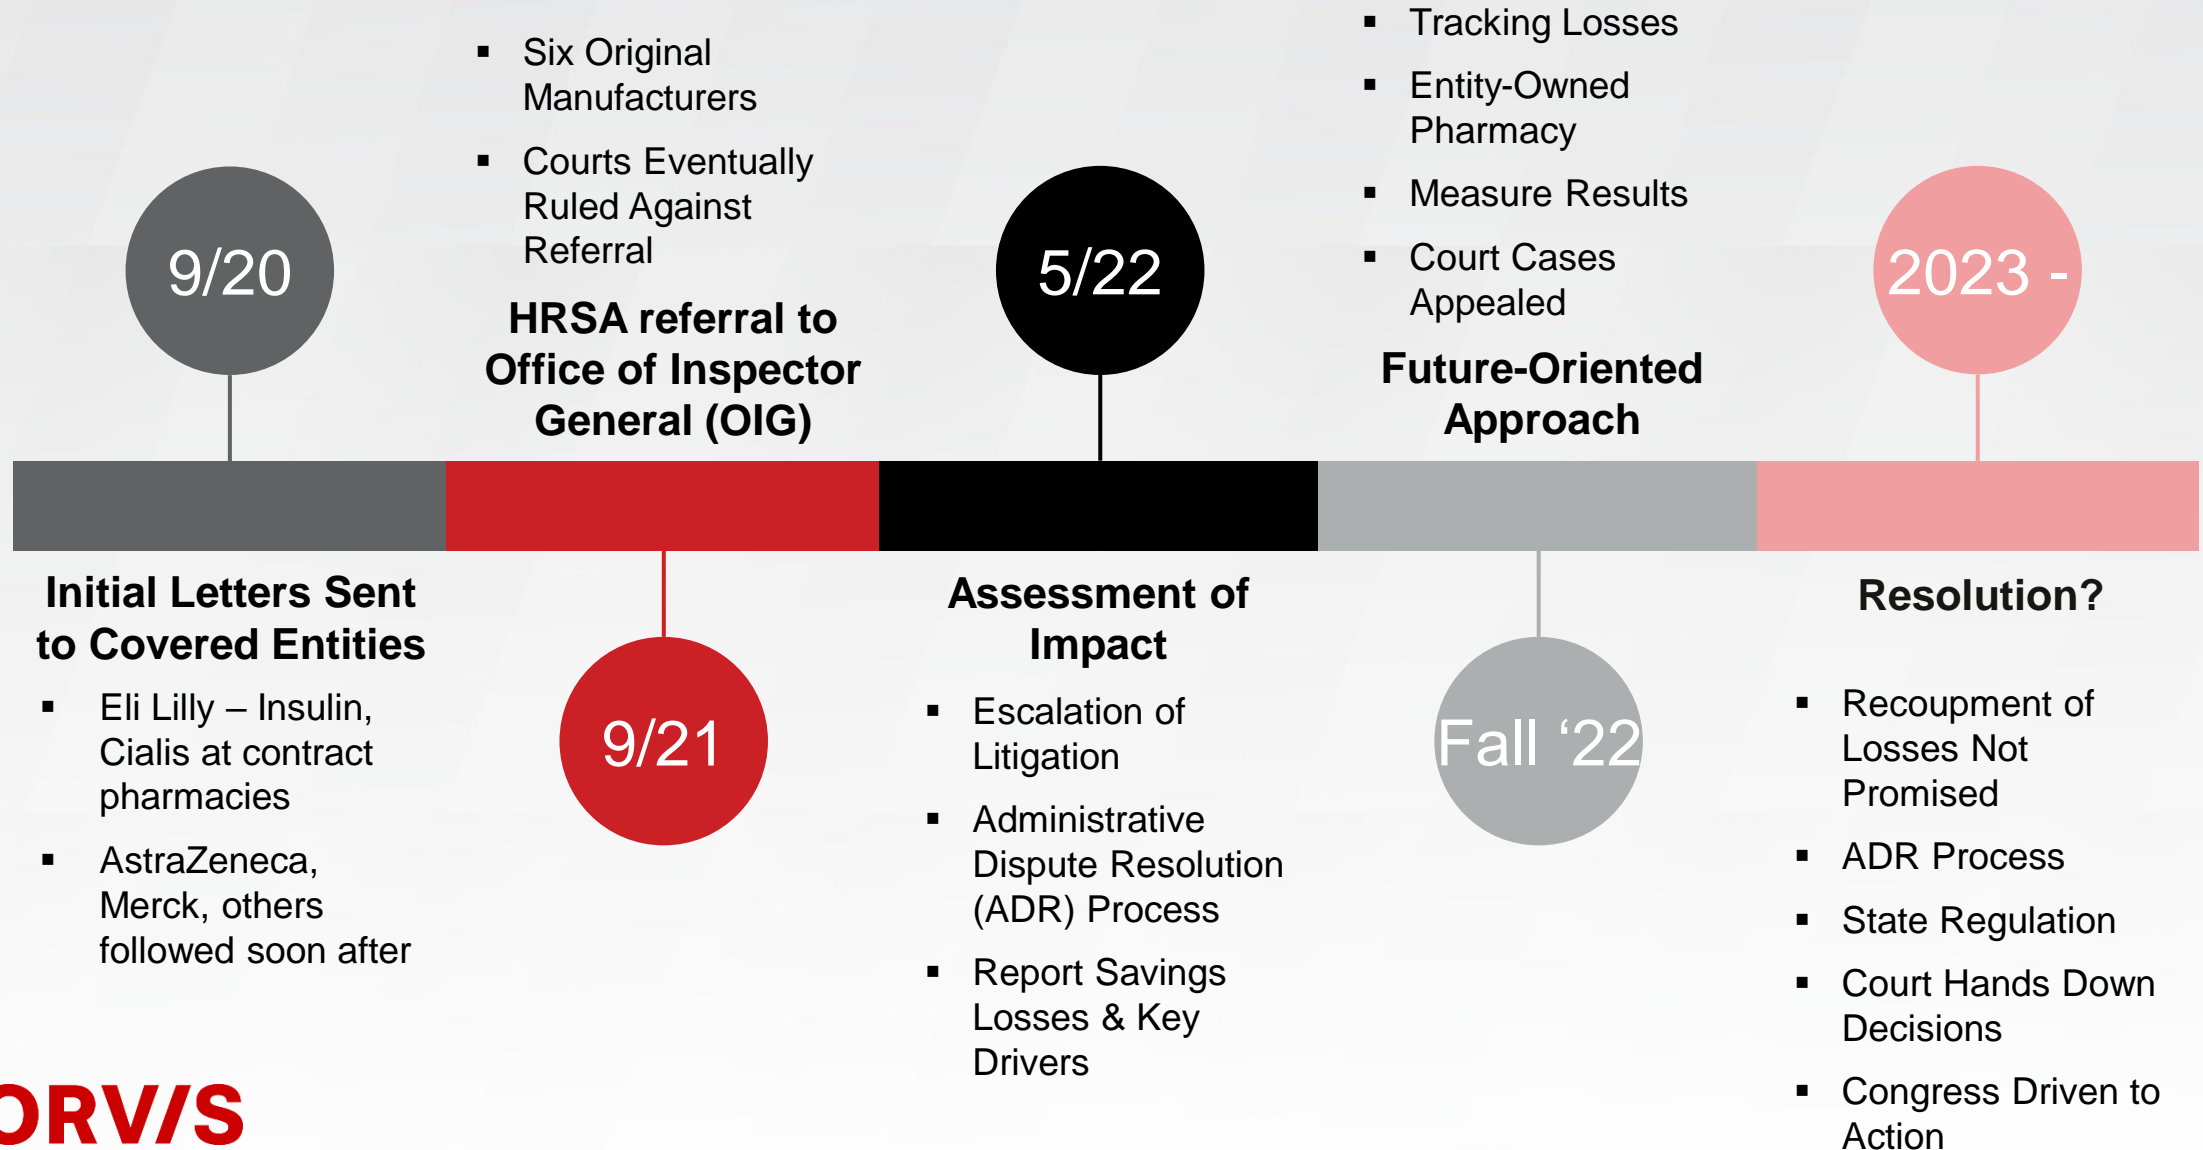 9/20
Initial Letters Sent
to Covered Entities
▪ Eli Lilly – Insulin,
Cialis at contract
pharmacies
▪ AstraZeneca,
Merck, others
followed soon after
▪ Six Original
Manufacturers
▪ Courts Eventually
Ruled Against
Referral
HRSA referral to
Office of Inspector
General (OIG)
9/21
5/22
Assessment of
Impact
▪ Escalation of
Litigation
▪ Administrative
Dispute Resolution
(ADR) Process
▪ Report Savings
Losses & Key
Drivers
▪ Tracking Losses
▪ Entity-Owned
Pharmacy
▪ Measure Results
▪ Court Cases
Appealed
Future-Oriented
Approach
Fall ‘22
2023 -
Resolution?
▪ Recoupment of
Losses Not
Promised
▪ ADR Process
▪ State Regulation
▪ Court Hands Down
Decisions
▪ Congress Driven to
Action
ORVIS